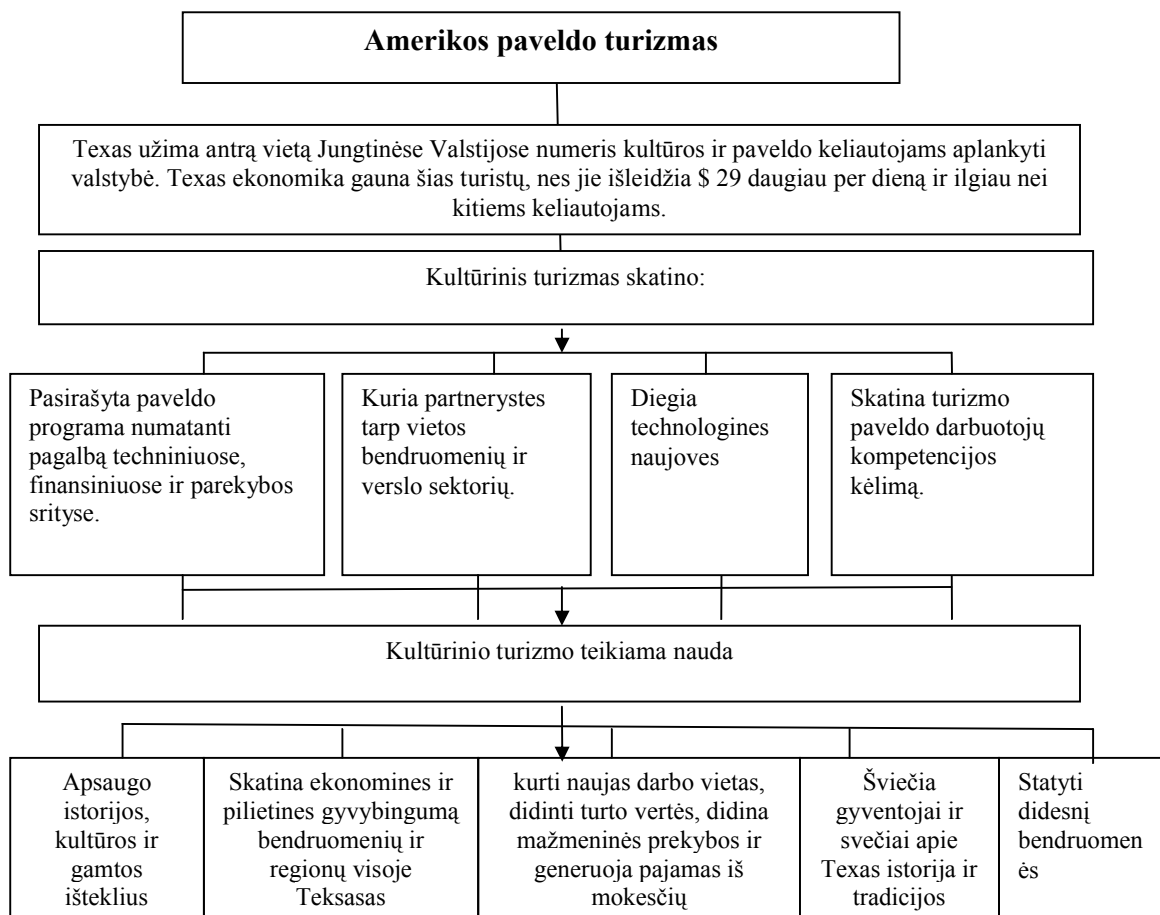 Amerikos paveldo turizmas
Texas užima antrą vietą Jungtinėse Valstijose numeris kultūros ir paveldo keliautojams aplankyti
valstybė. Texas ekonomika gauna šias turistų, nes jie išleidžia $ 29 daugiau per dieną ir ilgiau nei
kitiems keliautojams.
Kultūrinis turizmas skatino:
Pasirašyta paveldo
programa numatanti
pagalbą techniniuose,
finansiniuose ir parekybos
srityse.
Kuria partnerystes
tarp vietos
bendruomenių ir
verslo sektorių.
Diegia
technologines
naujoves
Skatina turizmo
paveldo darbuotojų
kompetencijos
kėlimą.
Kultūrinio turizmo teikiama nauda
Apsaugo
istorijos,
kultūros ir
gamtos
išteklius
Skatina ekonomines ir
pilietines gyvybingumą
bendruomenių ir
regionų visoje
Teksasas
kurti naujas darbo vietas,
didinti turto vertės, didina
mažmeninės prekybos ir
generuoja pajamas iš
mokesčių
Šviečia
gyventojai ir
svečiai apie
Texas istorija ir
tradicijos
Statyti
didesnį
bendruomen
ės